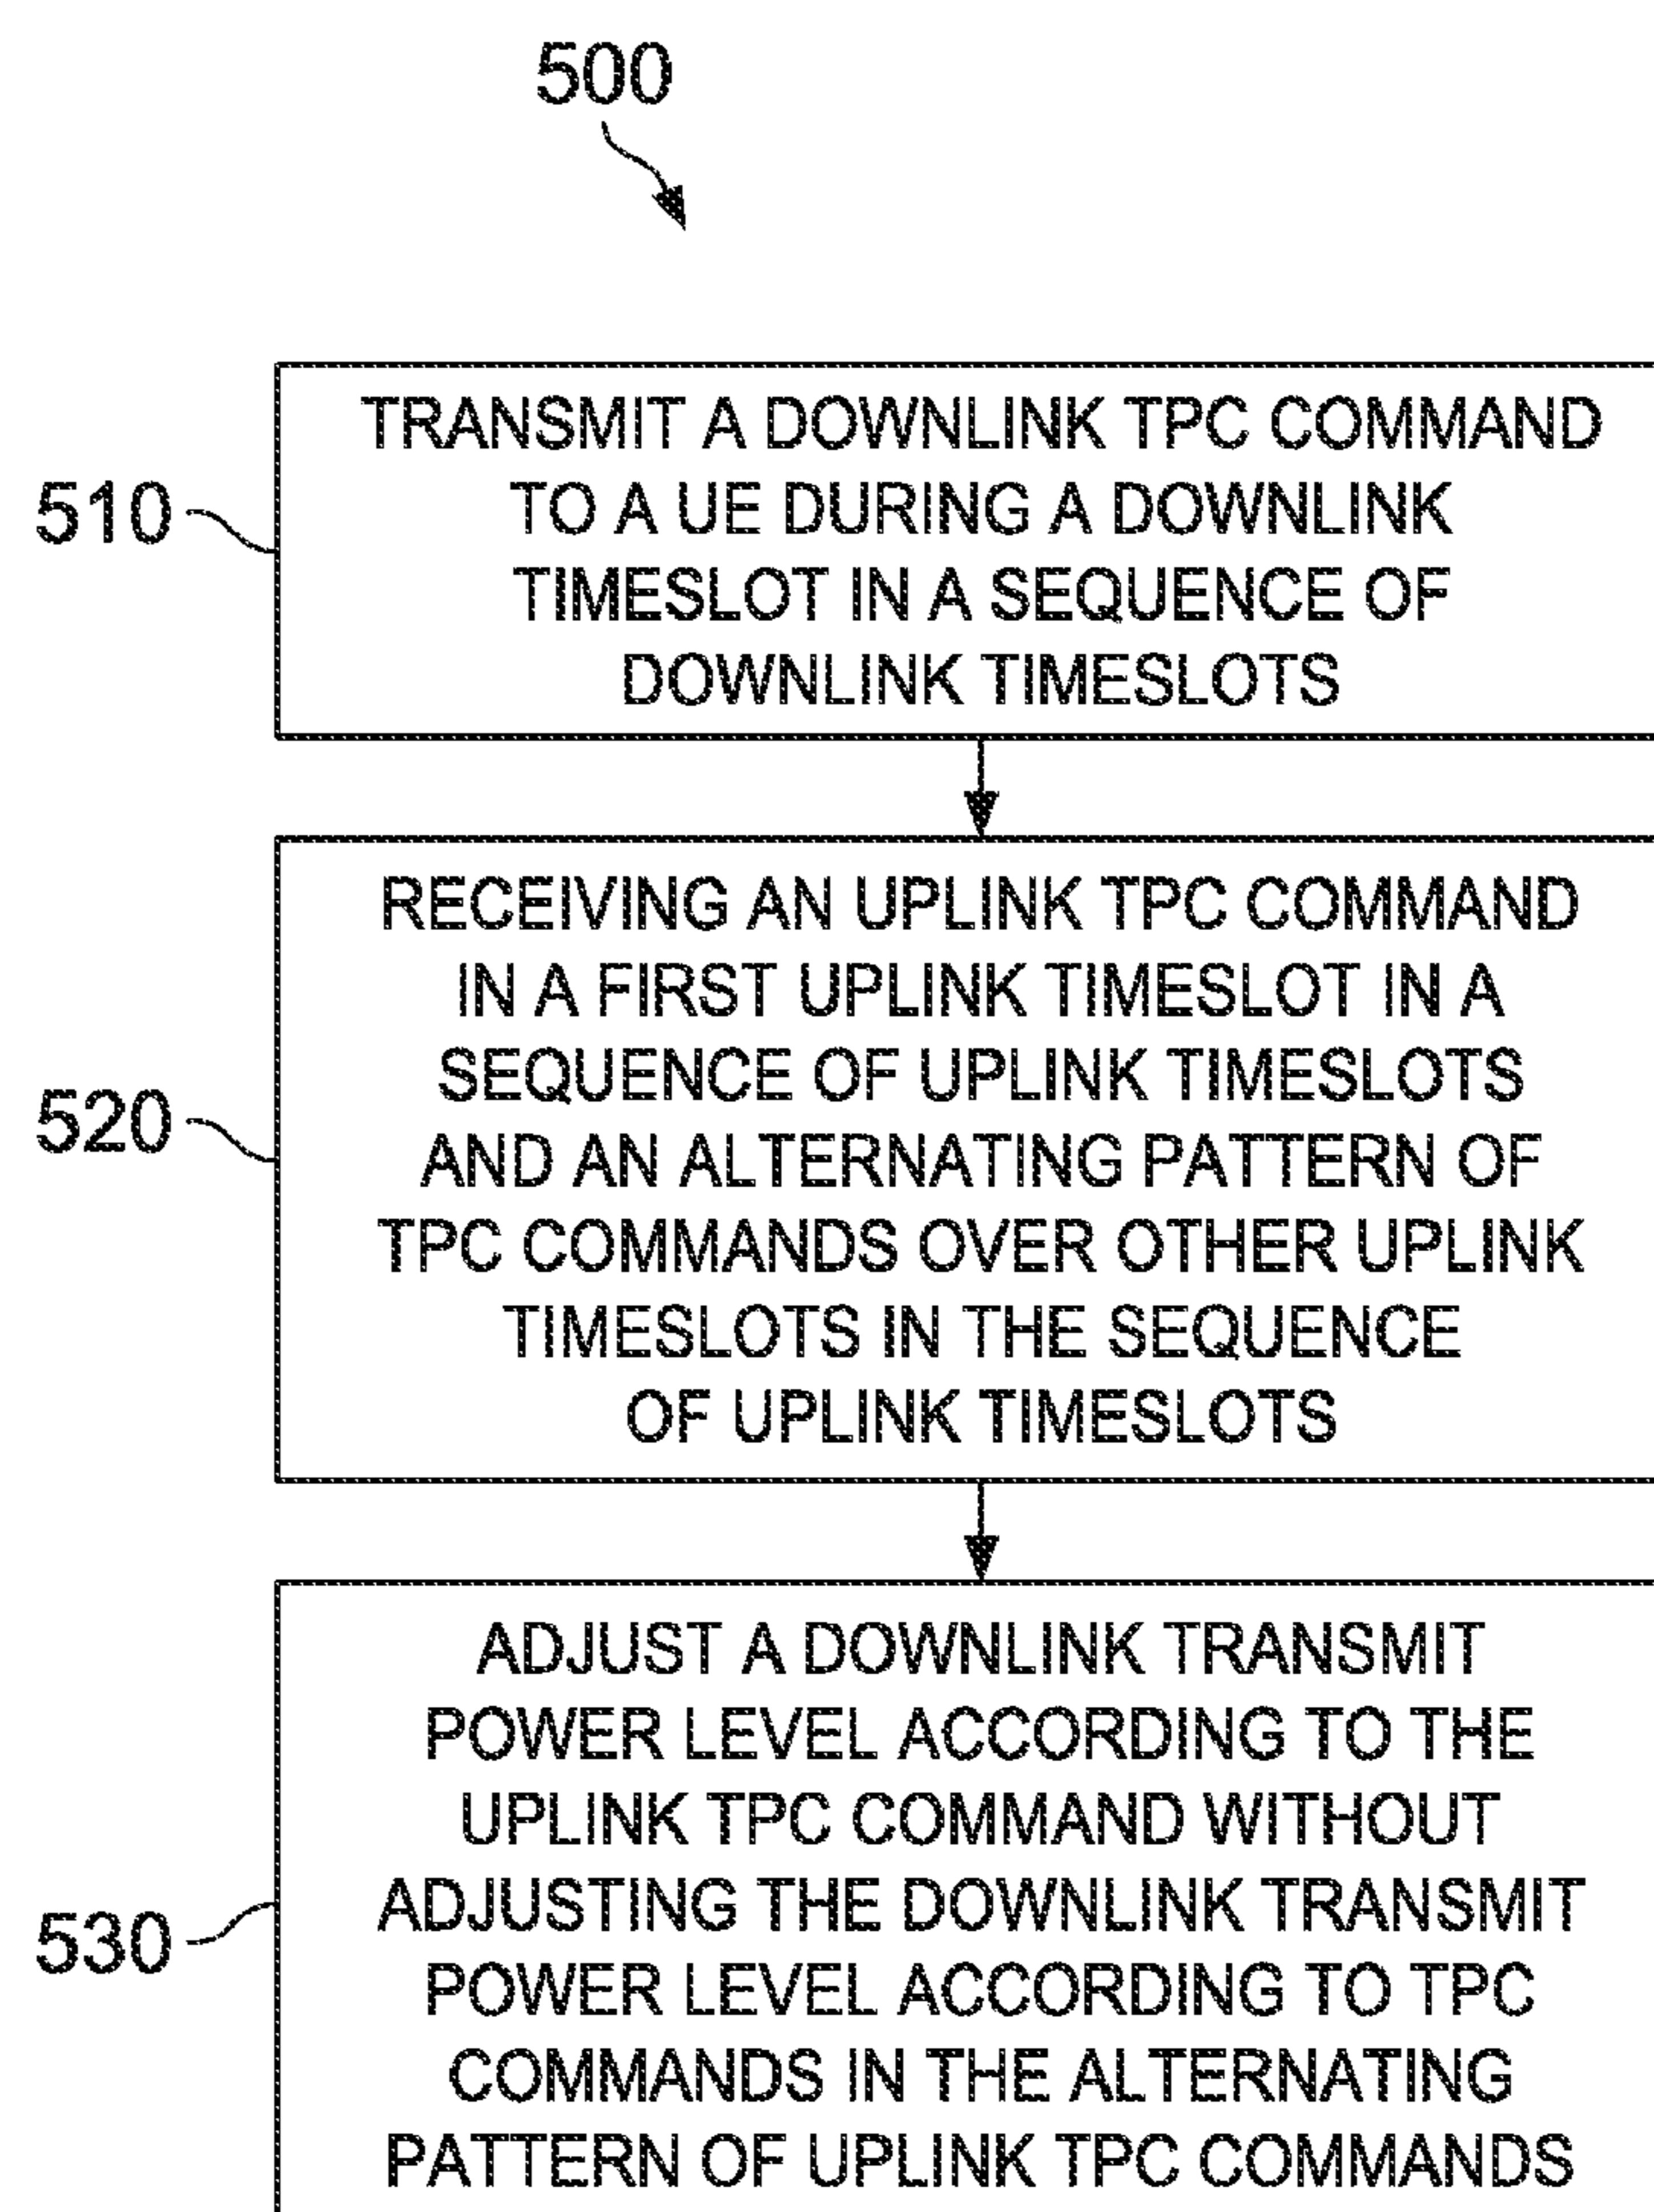 500
510
TRANSMIT A DOWNLINK TPC COMMAND
TO A UE DURING A DOWNLINK
TIMESLOT IN A SEQUENCE OF
DOWNLINK TIMESLOTS
520
RECEIVING AN UPLINK TPC COMMAND
IN A FIRST UPLINK TIMESLOT IN A
SEQUENCE OF UPLINK TIMESLOTS
AND AN ALTERNATING PATTERN OF
TPC COMMANDS OVER OTHER UPLINK
TIMESLOTS IN THE SEQUENCE
OF UPLINK TIMESLOTS
530
ADJUST A DOWNLINK TRANSMIT
POWER LEVEL ACCORDING TO THE
UPLINK TPC COMMAND WITHOUT
ADJUSTING THE DOWNLINK TRANSMIT
POWER LEVEL ACCORDING TO TPC
COMMANDS IN THE ALTERNATING
PATTERN OF UPLINK TPC COMMANDS